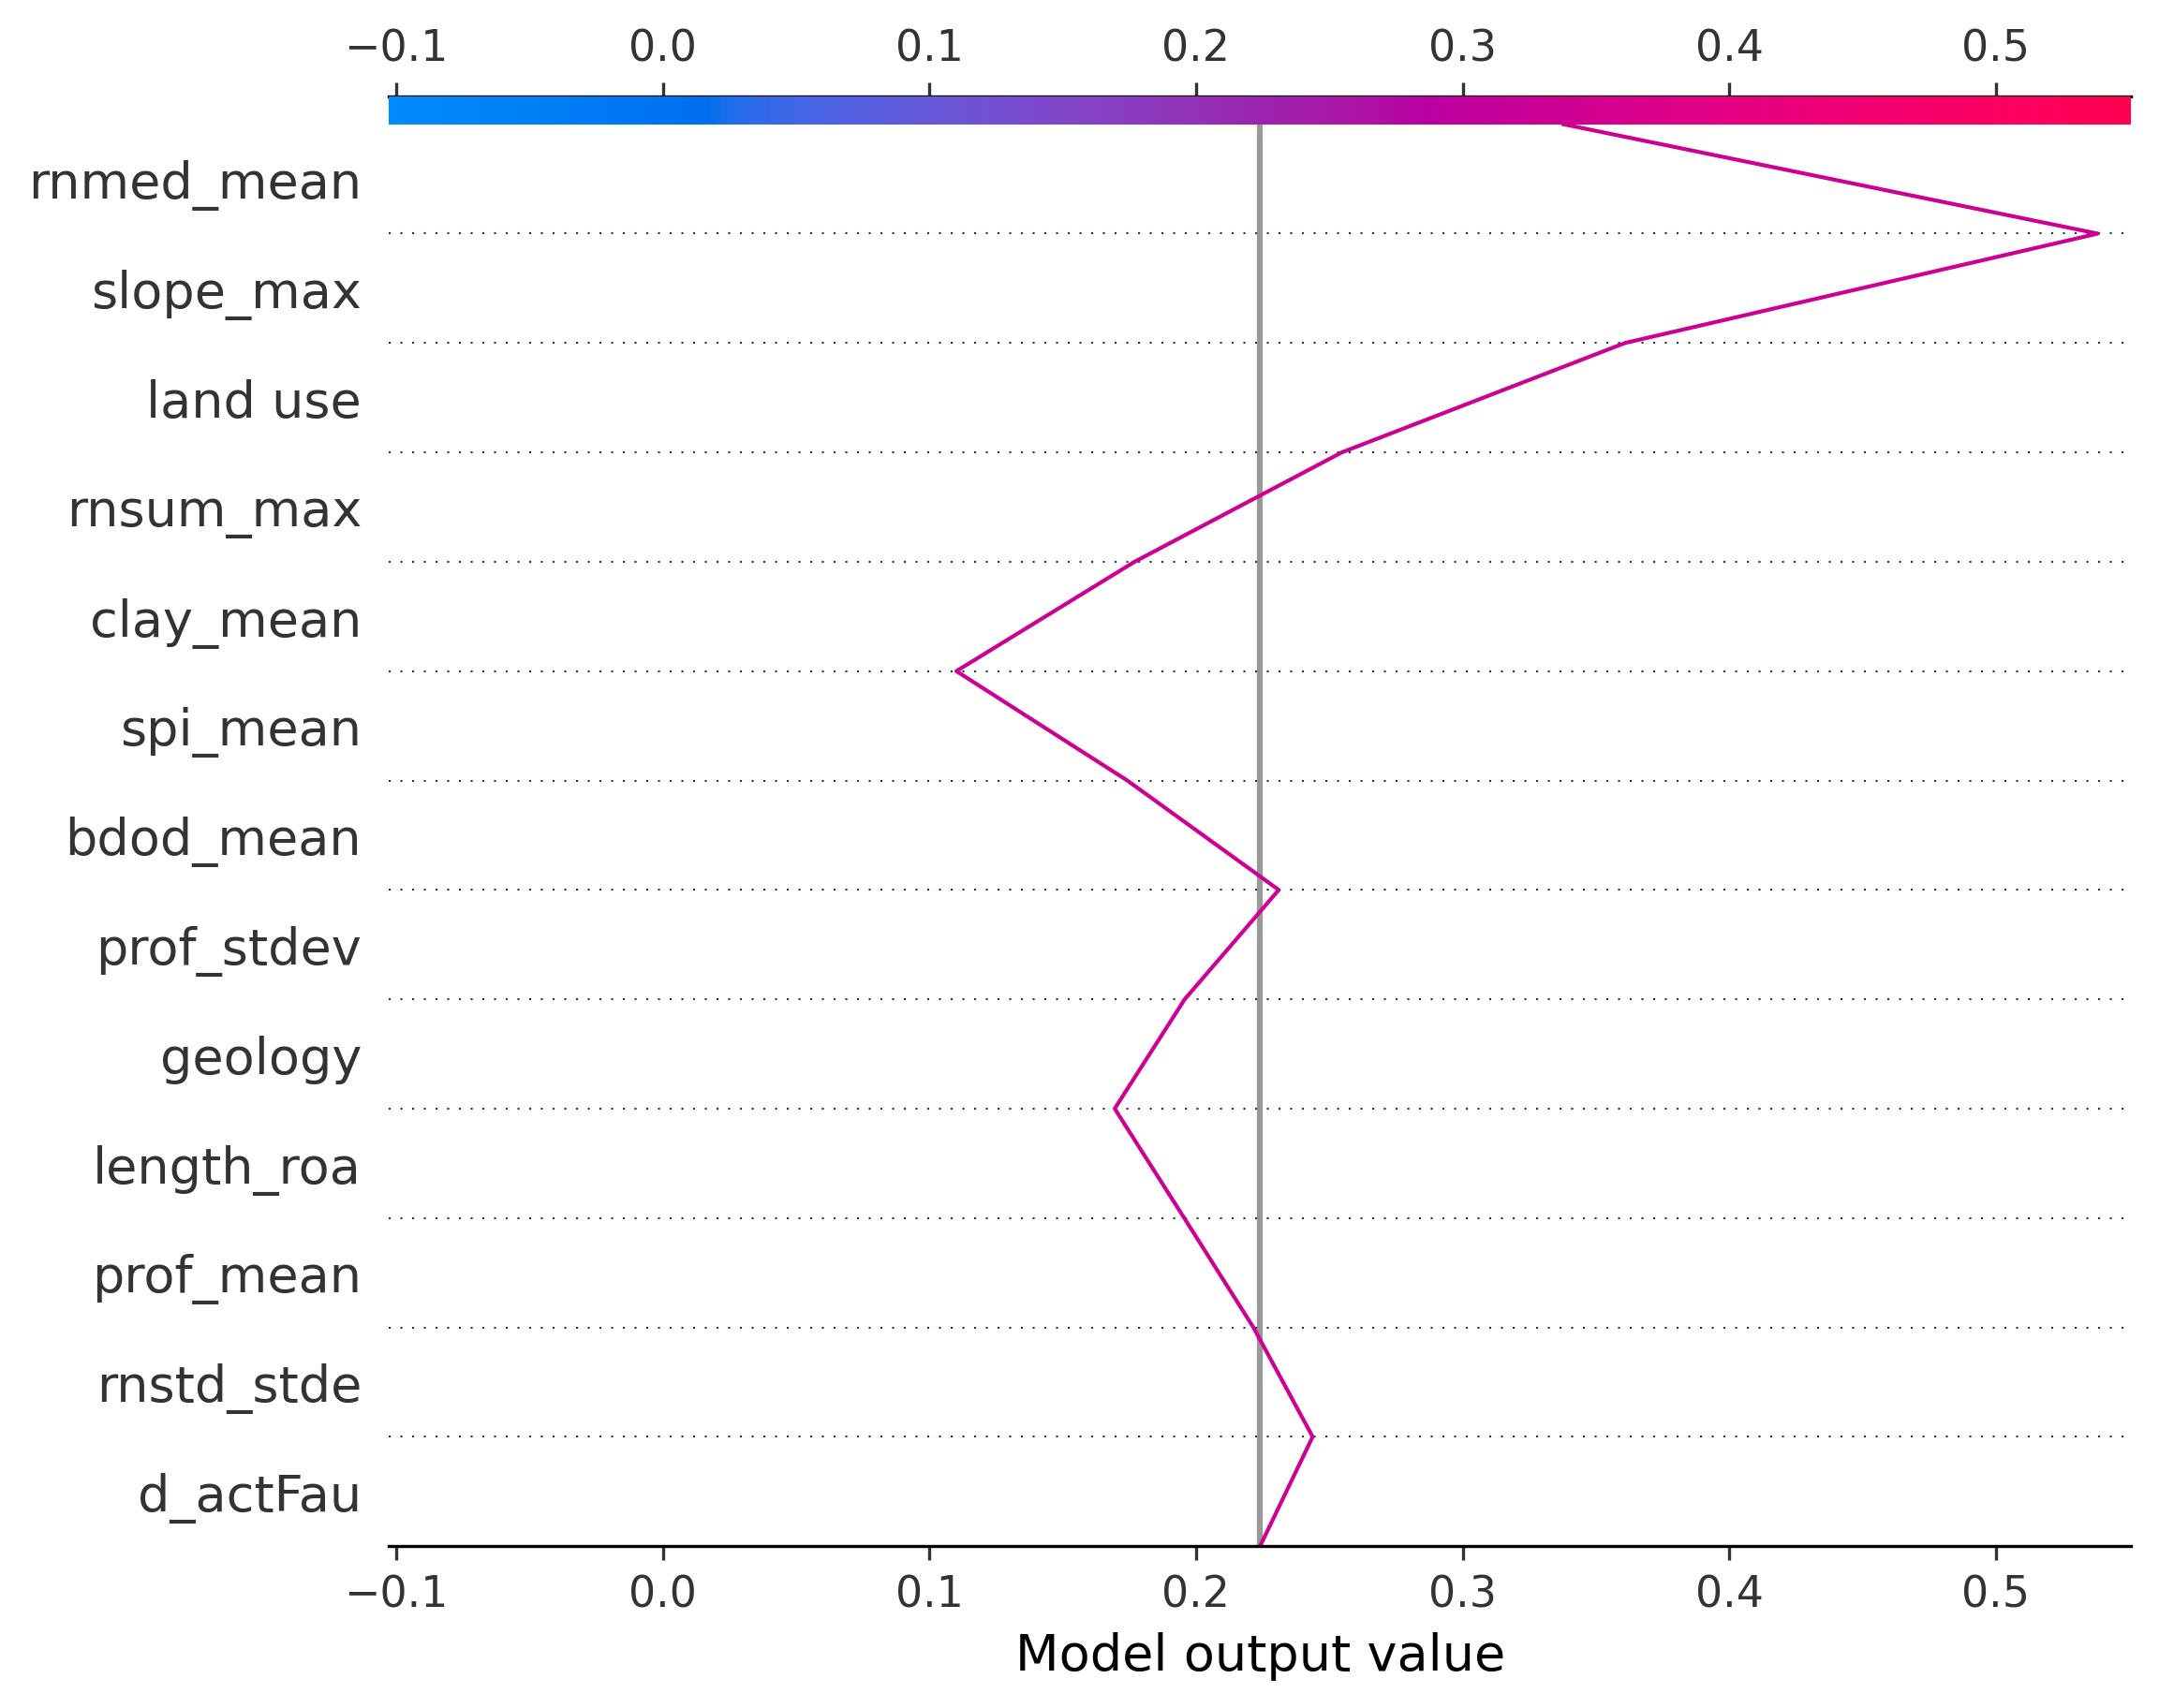 −0.1 0.0 0.1 0.2 0.3 0.4 0.5
rnmed_mean
slope_max
land use
rnsum_max
clay_mean
spi_mean
bdod_mean
prof_stdev
geology
length_roa
prof_mean
rnstd_stde
d_actFau
−0.1 0.0 0.1 0.2 0.3 0.4 0.5
Model output value